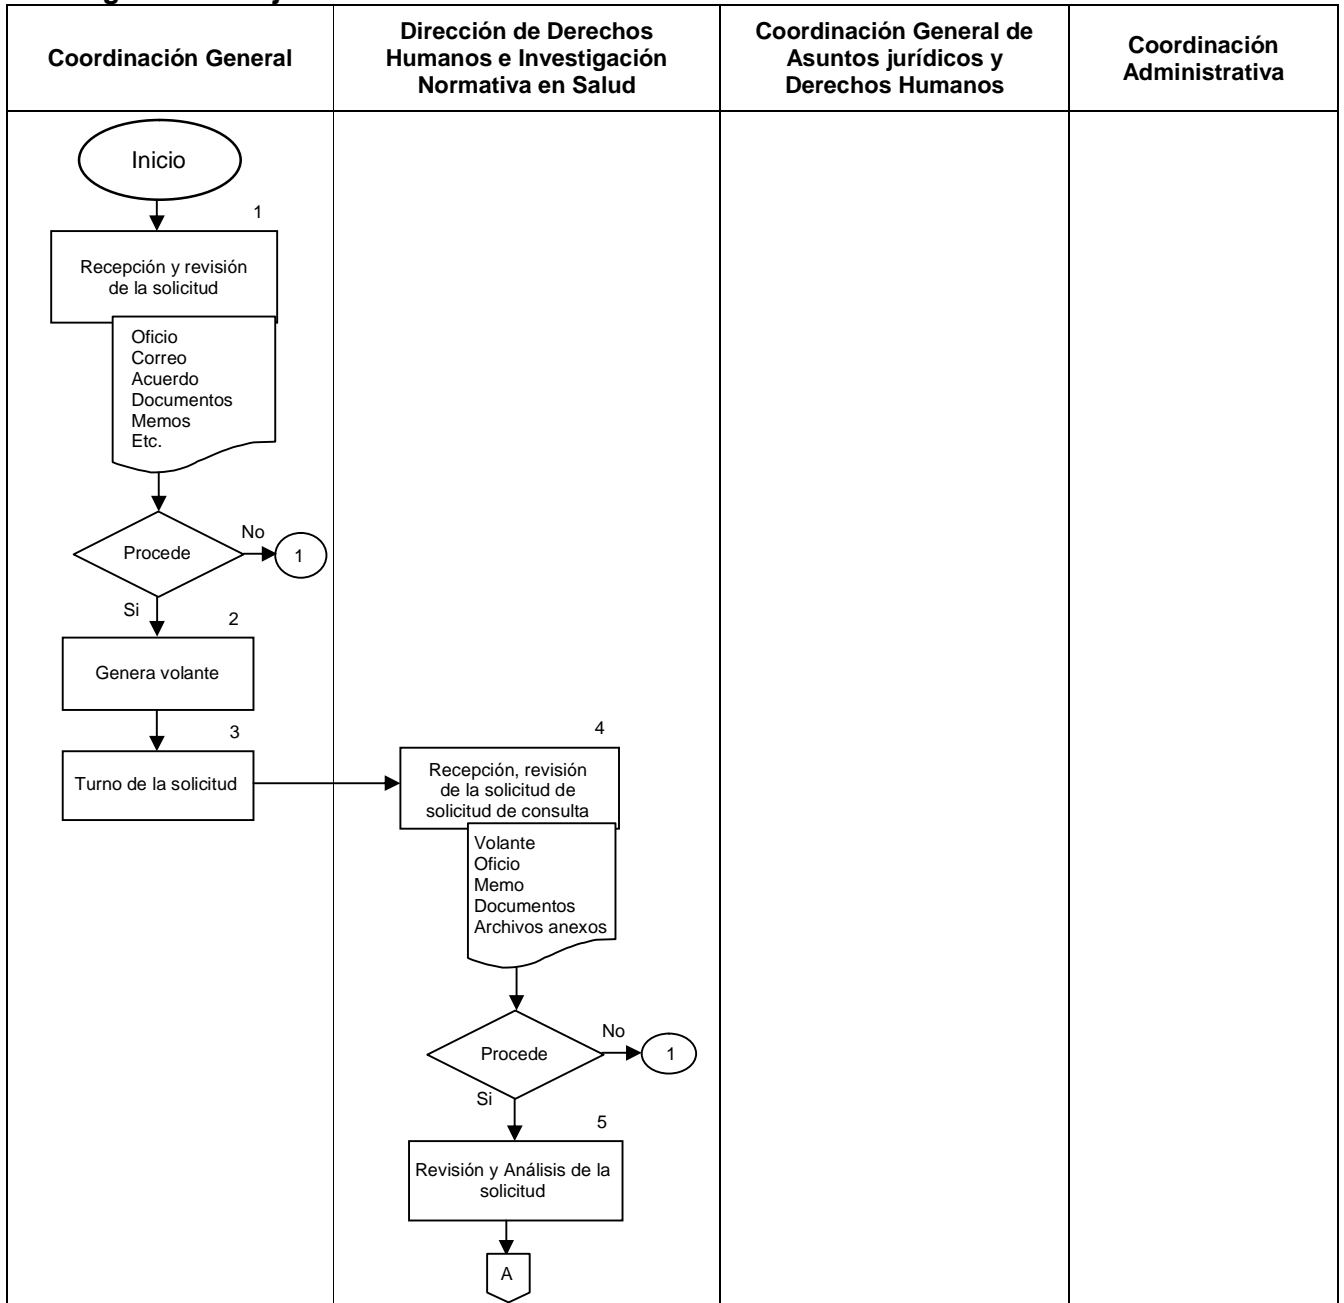 Coordinación General
Dirección de Derechos
Humanos e Investigación
Normativa en Salud
Coordinación General de
Asuntos jurídicos y
Derechos Humanos
Coordinación
Administrativa
Inicio
1
Recepción y revisión
de la solicitud
Oficio
Correo
Acuerdo
Documentos
Memos
Etc.
Procede
No
1
Si
2
Genera volante
3
Turno de la solicitud
4
Recepción, revisión
de la solicitud de
solicitud de consulta
Volante
Oficio
Memo
Documentos
Archivos anexos
Procede
No
1
Si
5
Revisión y Análisis de la
solicitud
A